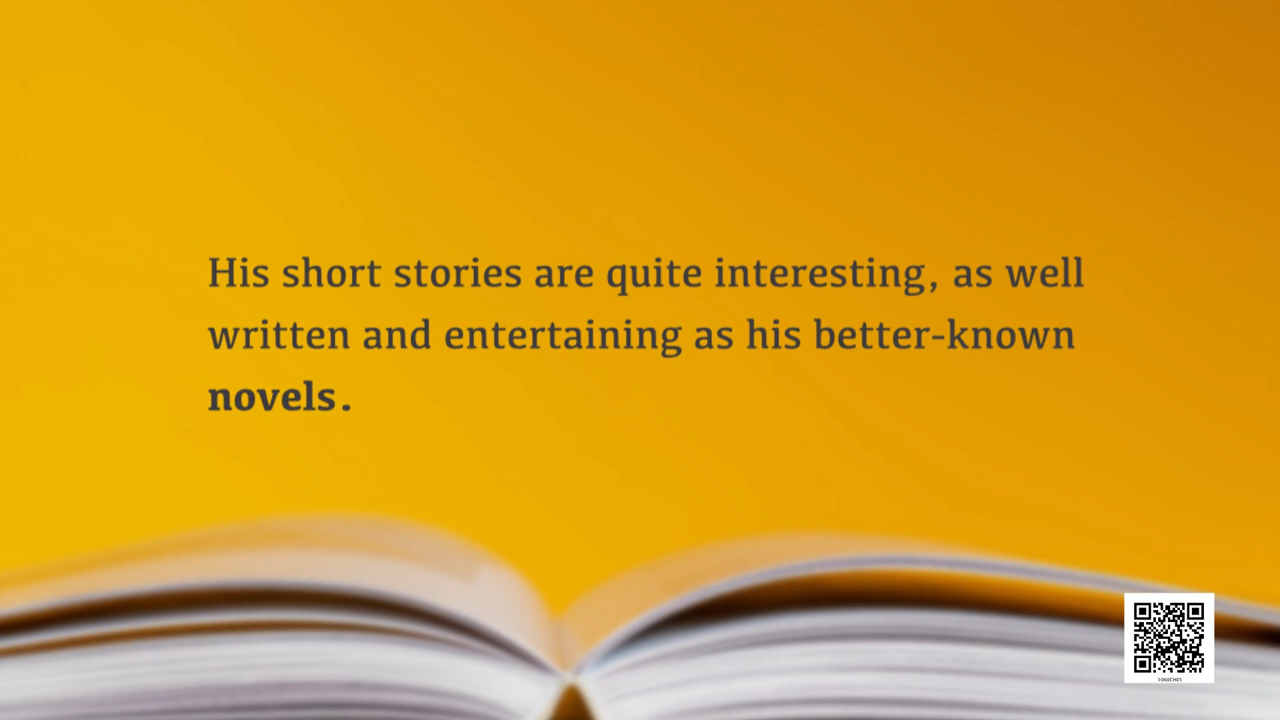 His short stories are quite interesting, as well
written and entertaining as his better-known
novels.